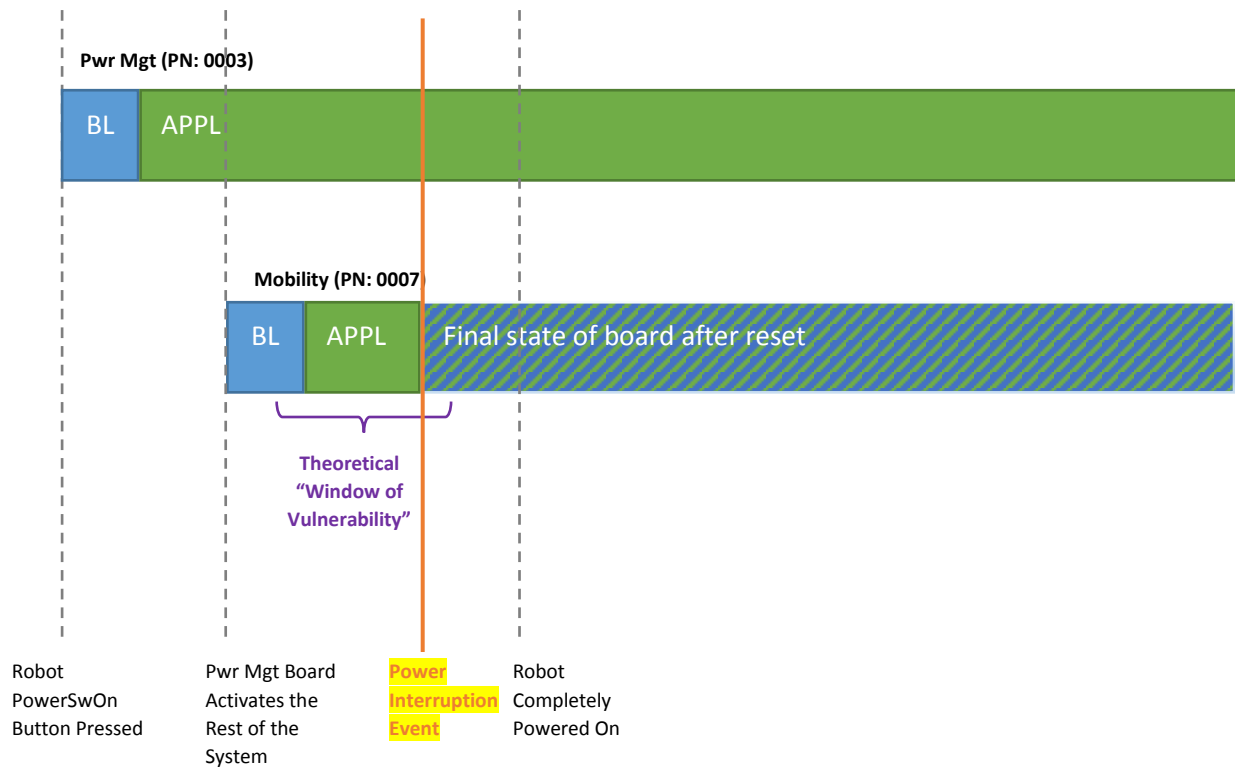 Pwr Mgt (PN: 0003)
BL
APPL
Mobility (PN: 0007)
BL
APPL
Final state of board after reset
Theoretical
“Window of
Vulnerability”
Robot
PowerSwOn
Button Pressed
Pwr Mgt Board
Activates the
Rest of the
System
Power
Interruption
Event
Robot
Completely
Powered On